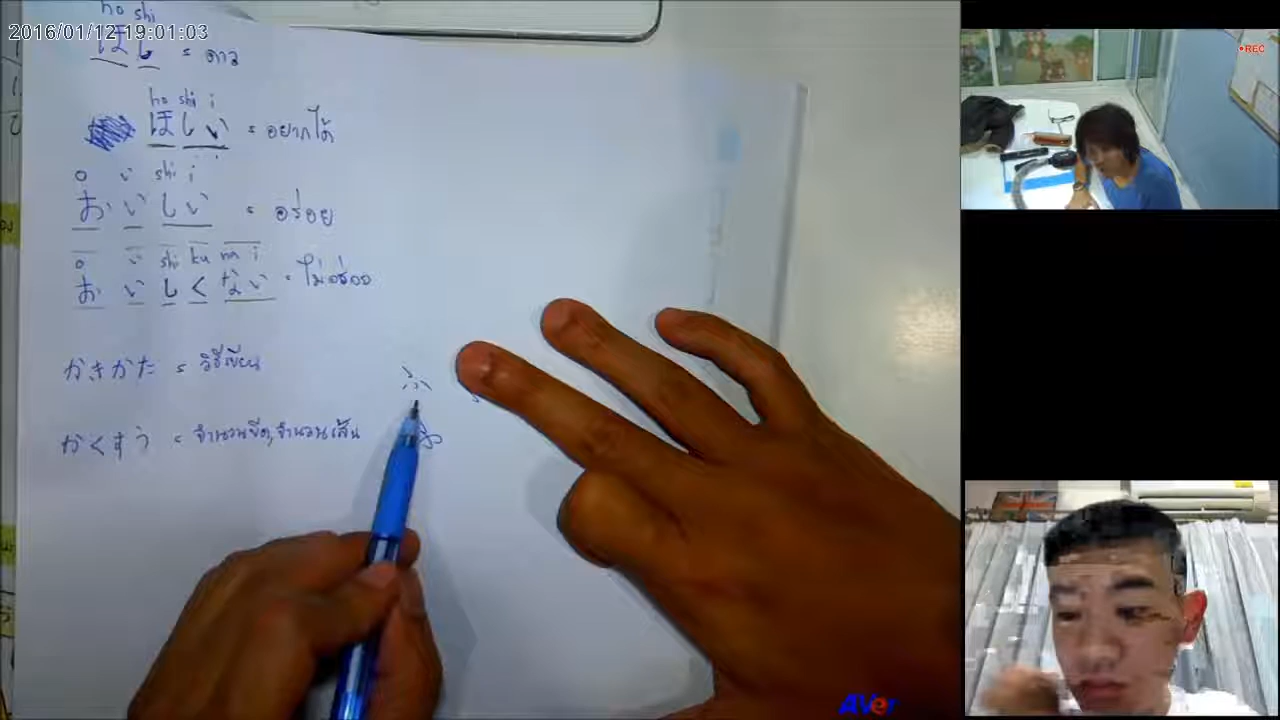 ho shi
2016/01/12 19:01:03
ほし = ดาว
ho shi i
ほしい = อยากได้
o i shi i
おいしい = อร่อย
o i shi ku na i
おいしくない = ไม่อร่อย
かきかた = วิธีเขียน
かくすう = จำนวนขีด, จำนวนเส้น
REC
AVer